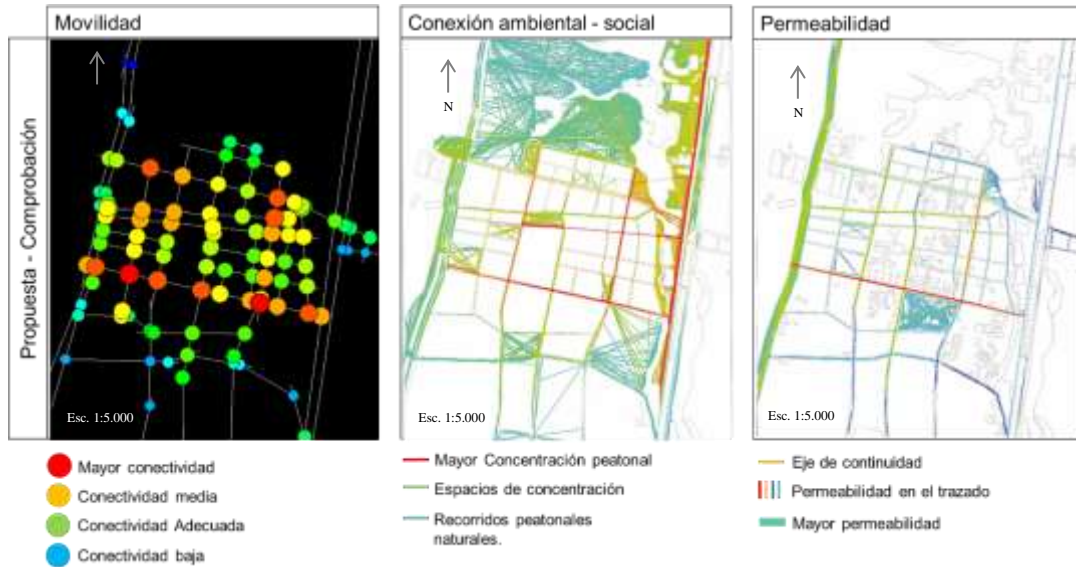 Movilidad
Conexión ambiental - social
Permeabilidad
Propuesta - Comprobación
N
N
Esc. 1:5.000
Esc. 1:5.000
Esc. 1:5.000
Mayor conectividad
Conectividad media
Conectividad Adecuada
Conectividad baja
Mayor Concentración peatonal
Espacios de concentración
Recorridos peatonales
naturales.
Eje de continuidad
Permeabilidad en el trazado
Mayor permeabilidad